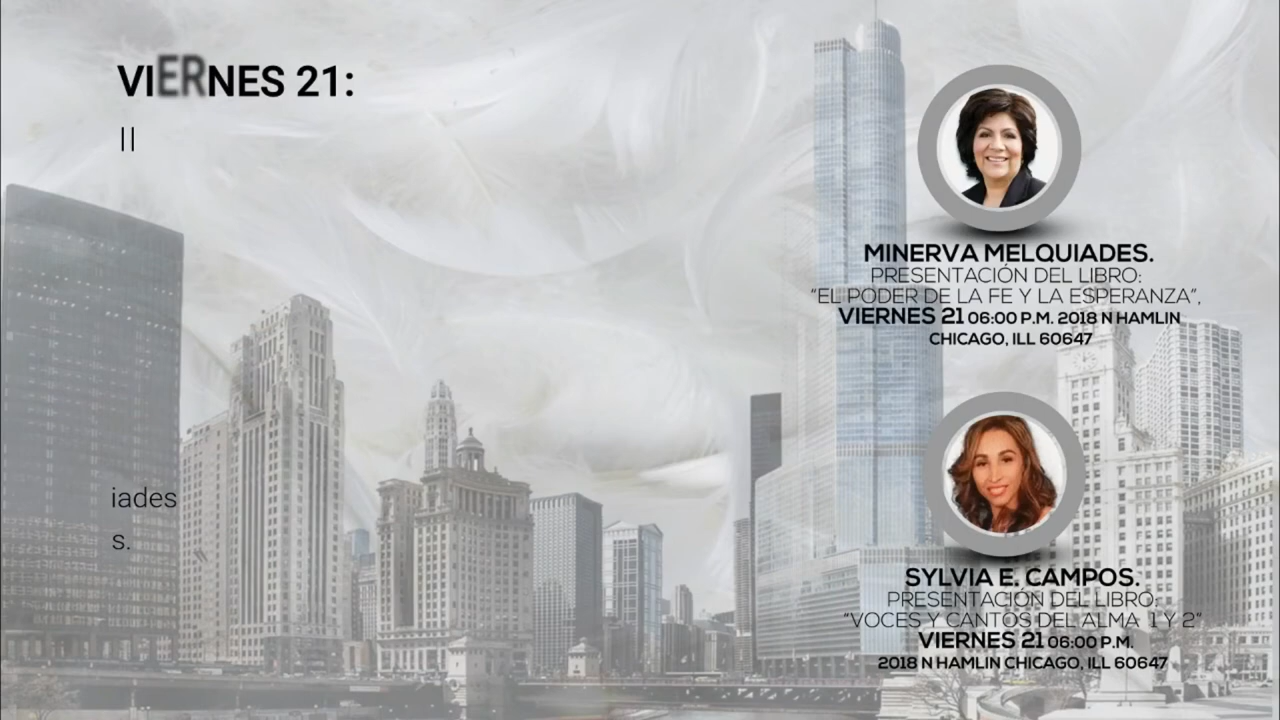 VIERNES 21:
II
iades
s.
MINERVA MELQUIADES.
PRESENTACIÓN DEL LIBRO:
“EL PODER DE LA FE Y LA ESPERANZA”,
VIERNES 21 06:00 P.M. 2018 N HAMLIN
CHICAGO, ILL 60647
SYLVIA E. CAMPOS.
PRESENTACIÓN DEL LIBRO:
“VOCES Y CANTOS DEL ALMA 1 Y 2”
VIERNES 21 06:00 P.M.
2018 N HAMLIN CHICAGO, ILL 60647